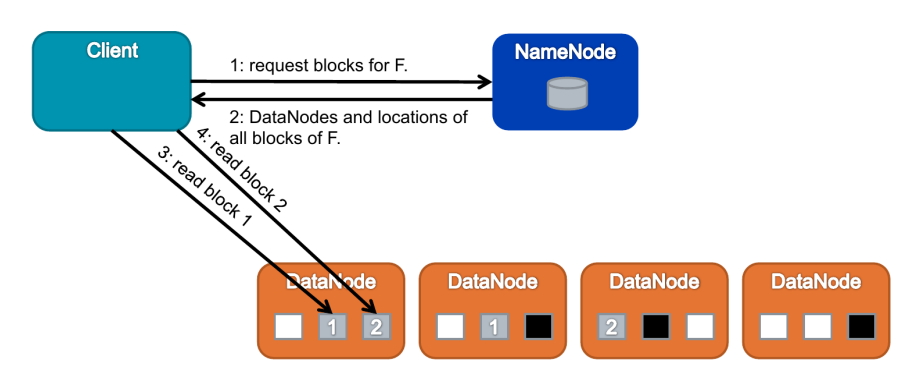 Client
NameNode
1: request blocks for F.
2: DataNodes and locations of
all blocks of F.
3: read block 1
4: read block 2
DataNode
DataNode
DataNode
DataNode
1
2
1
2